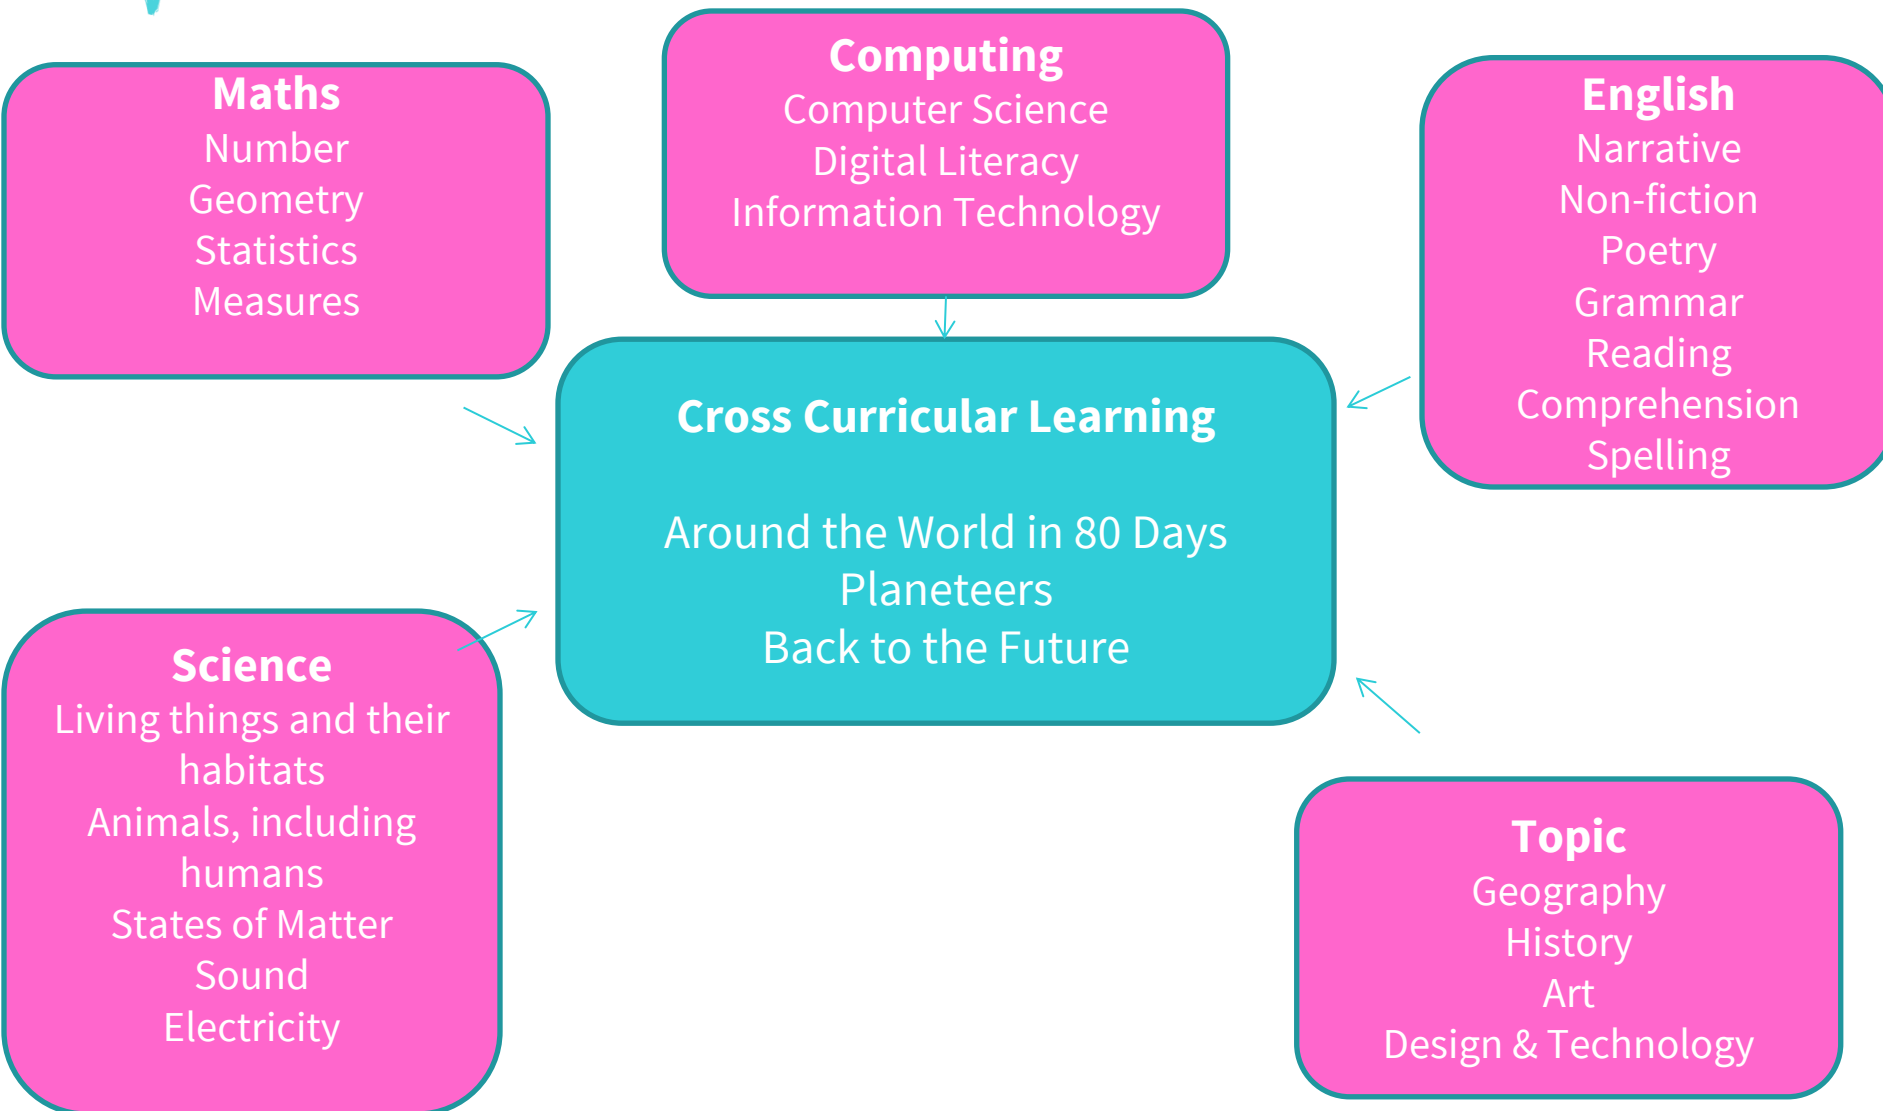 Maths
Number
Geometry
Statistics
Measures
Computing
Computer Science
Digital Literacy
Information Technology
English
Narrative
Non-fiction
Poetry
Grammar
Reading
Comprehension
Spelling
Cross Curricular Learning
Around the World in 80 Days
Planeteers
Back to the Future
Science
Living things and their
habitats
Animals, including
humans
States of Matter
Sound
Electricity
Topic
Geography
History
Art
Design & Technology